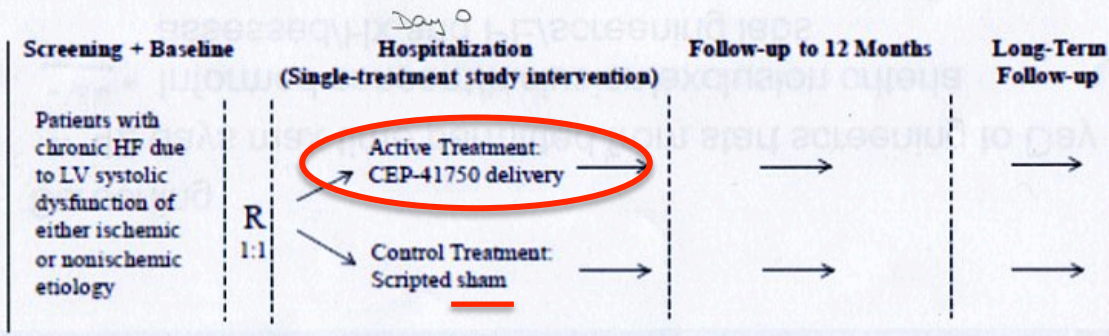 Day 0
Screening + Baseline
Hospitalization
(Single-treatment study intervention)
Follow-up to 12 Months
Long-Term
Follow-up
Patients with
chronic HF due
to LV systolic
dysfunction of
either ischemic
or nonischemic
etiology
R
1:1
Active Treatment:
CEP-41750 delivery
Control Treatment:
Scripted sham